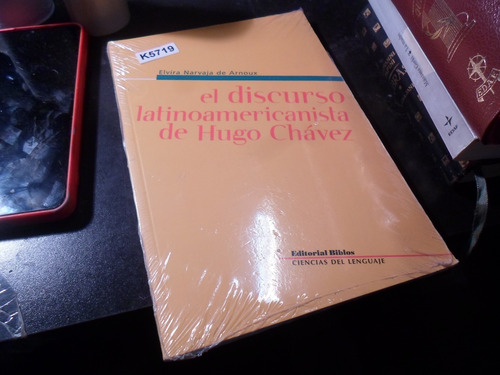 K5719
Elvira Narvaja de Arnoux
el discurso
latinoamericanista
de Hugo Chávez
Editorial Biblos
CIENCIAS DEL LENGUAJE